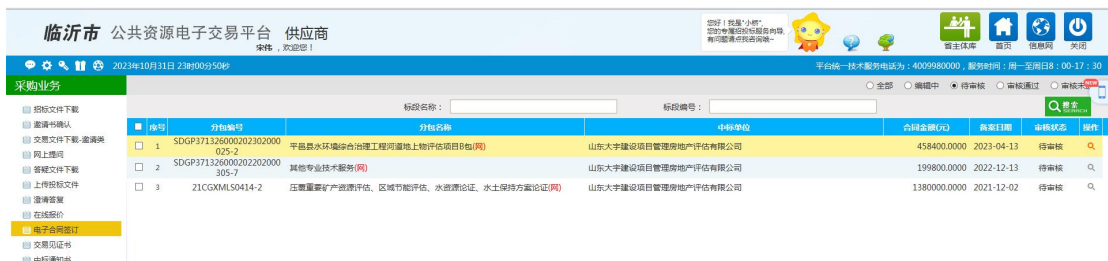 临沂市 公共资源电子交易平台 供应商
宋伟 ，欢迎您！
您好！我是"小桥"，
您的专属招投标服务向导，
有问题请点我咨询哦~
省主体库 首页 信息网 关闭
2023年10月31日 23时00分50秒
平台统一技术服务电话为：4009980000，服务时间：周一至周日8：00-17：30
采购业务
全部 编辑中 待审核 审核通过 审核未
NEW
招标文件下载
邀请书确认
交易文件下载-邀请类
网上提问
答疑文件下载
上传投标文件
澄清答复
在线报价
电子合同签订
交易见证书
中标通知书
标段名称： 标段编号： 搜索
SEARCH
序号 分包编号 分包名称 中标单位 合同金额(元) 备案日期 审核状态 操作
1 SDGP371326000202302000025-2 平邑县水环境综合治理工程河道地上物评估项目B包(网) 山东大宇建设项目管理房地产评估有限公司 458400.0000 2023-04-13 待审核
2 SDGP371326000202202000305-7 其他专业技术服务(网) 山东大宇建设项目管理房地产评估有限公司 199800.0000 2022-12-13 待审核
3 21CGXMLS0414-2 压覆重要矿产资源评估、区域节能评估、水资源论证、水土保持方案论证(网) 山东大宇建设项目管理房地产评估有限公司 1380000.0000 2021-12-02 待审核